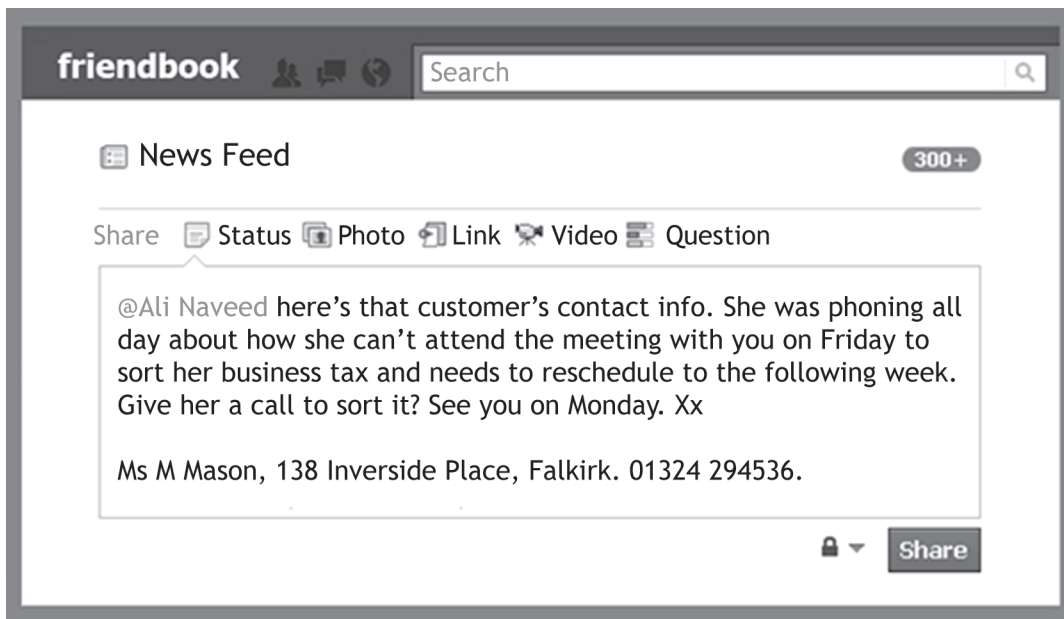 friendbook Search
News Feed 300+
Share Status Photo Link Video Question
@Ali Naveed here’s that customer’s contact info. She was phoning all
day about how she can’t attend the meeting with you on Friday to
sort her business tax and needs to reschedule to the following week.
Give her a call to sort it? See you on Monday. Xx
Ms M Mason, 138 Inverside Place, Falkirk. 01324 294536.
Share